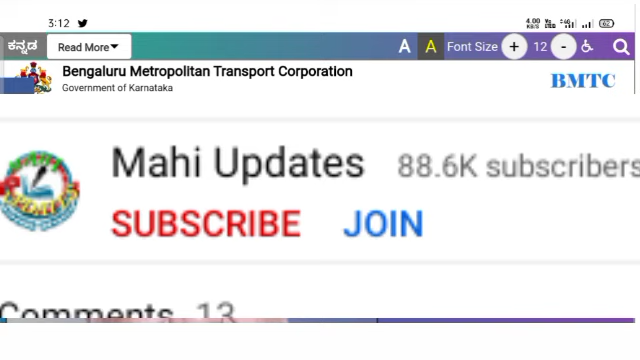 3:12 4.00 KB/S 62
ಕನ್ನಡ Read More A A Font Size + 12 -
Bengaluru Metropolitan Transport Corporation BMTC
Government of Karnataka
Mahi Updates 88.6K subscribers
SUBSCRIBE JOIN
Comments 13